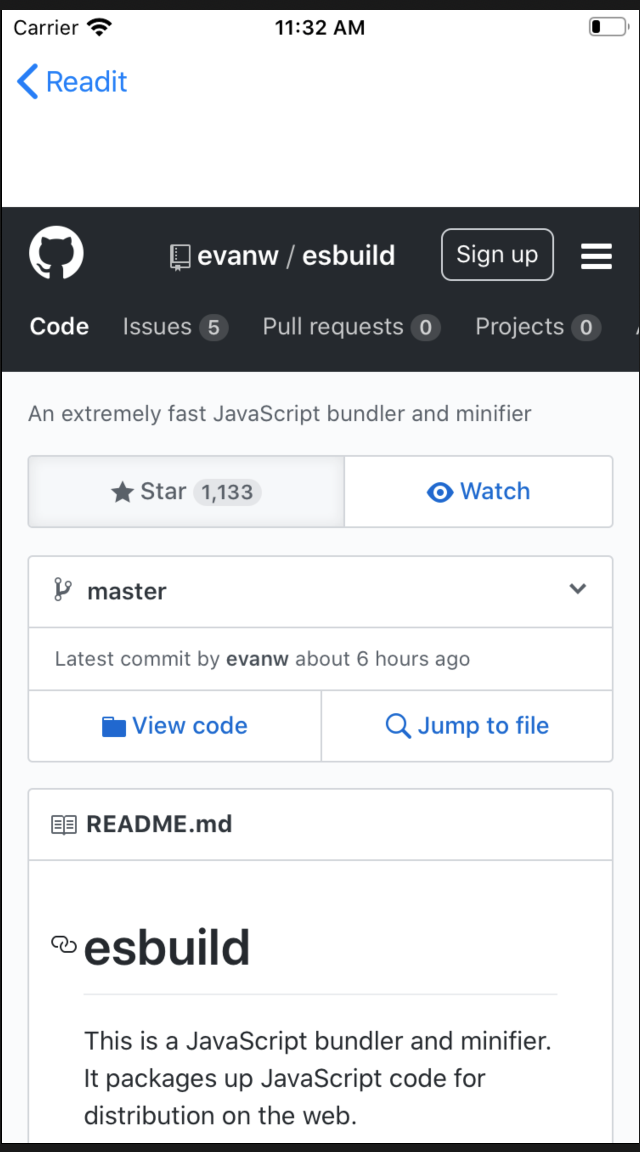 Carrier 11:32 AM
Readit
evanw / esbuild Sign up
Code Issues 5 Pull requests 0 Projects 0
An extremely fast JavaScript bundler and minifier
Star 1,133 Watch
master
Latest commit by evanw about 6 hours ago
View code Jump to file
README.md
esbuild
This is a JavaScript bundler and minifier.
It packages up JavaScript code for
distribution on the web.